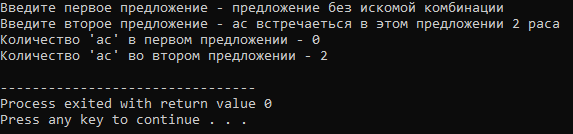 Введите первое предложение - предложение без искомой комбинации
Введите второе предложение - ас встречаеться в этом предложении 2 раса
Количество 'ас' в первом предложении - 0
Количество 'ас' во втором предложении - 2
--------------------------------
Process exited with return value 0
Press any key to continue . . .